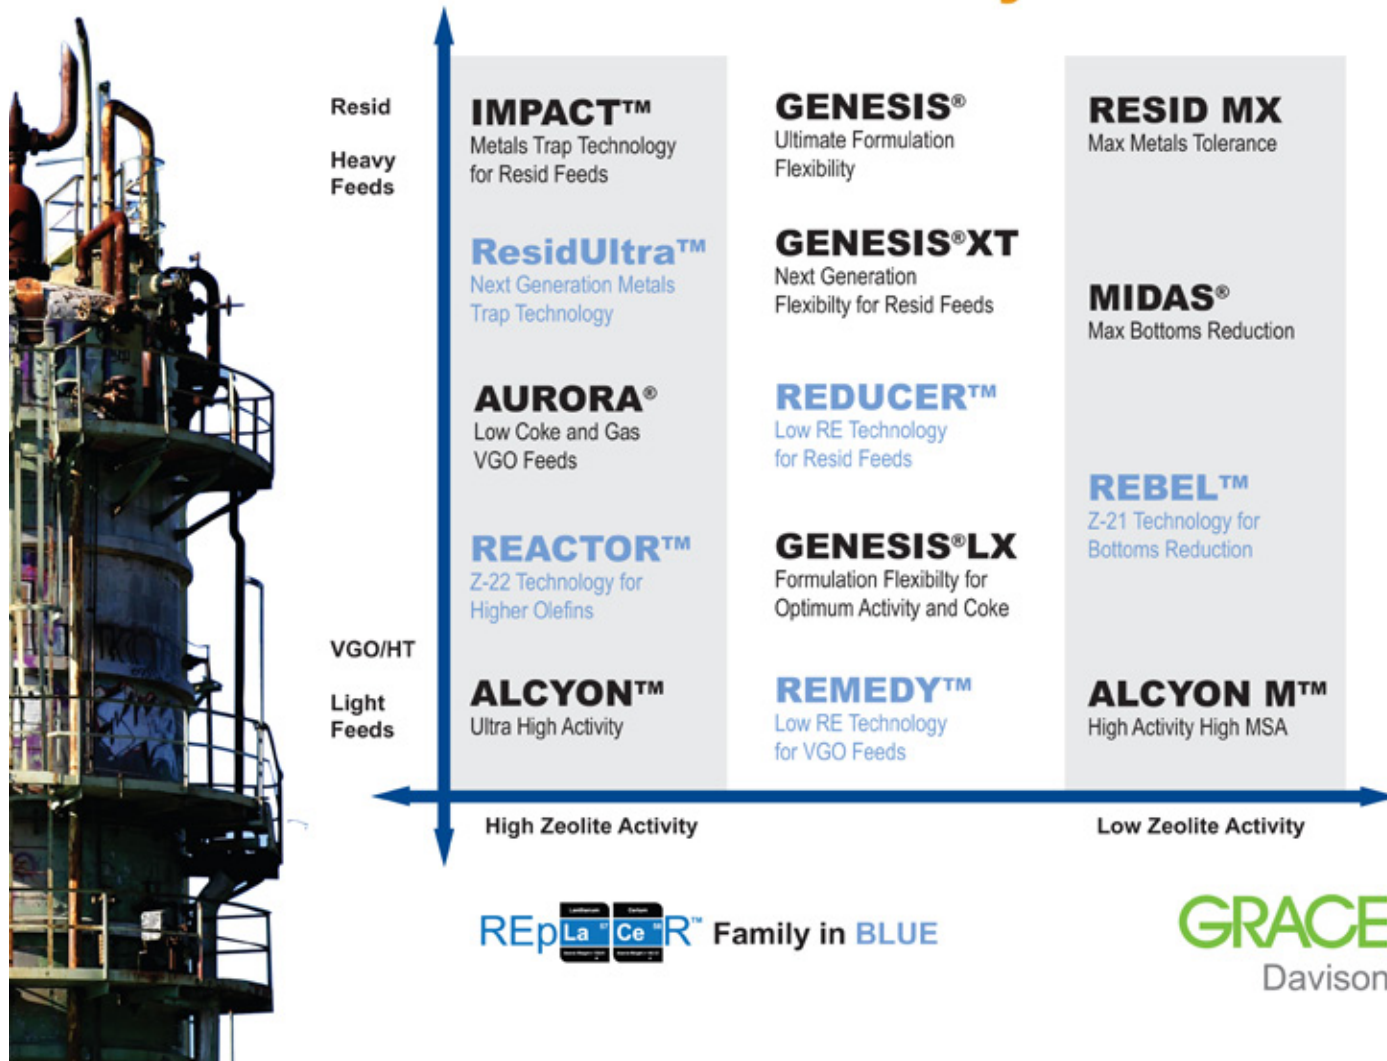 Resid
Heavy
Feeds
IMPACT™
Metals Trap Technology
for Resid Feeds
GENESIS®
Ultimate Formulation
Flexibility
RESID MX
Max Metals Tolerance
ResidUltra™
Next Generation Metals
Trap Technology
GENESIS®XT
Next Generation
Flexibilty for Resid Feeds
MIDAS®
Max Bottoms Reduction
AURORA®
Low Coke and Gas
VGO Feeds
REDUCER™
Low RE Technology
for Resid Feeds
REBEL™
Z-21 Technology for
Bottoms Reduction
REACTOR™
Z-22 Technology for
Higher Olefins
GENESIS®LX
Formulation Flexibilty for
Optimum Activity and Coke
VGO/HT
Light
Feeds
ALCYON™
Ultra High Activity
REMEDY™
Low RE Technology
for VGO Feeds
ALCYON M™
High Activity High MSA
High Zeolite Activity
Low Zeolite Activity
REpLaCeR™ Family in BLUE
Lanthanum 57
Cerium 58
GRACE
Davison